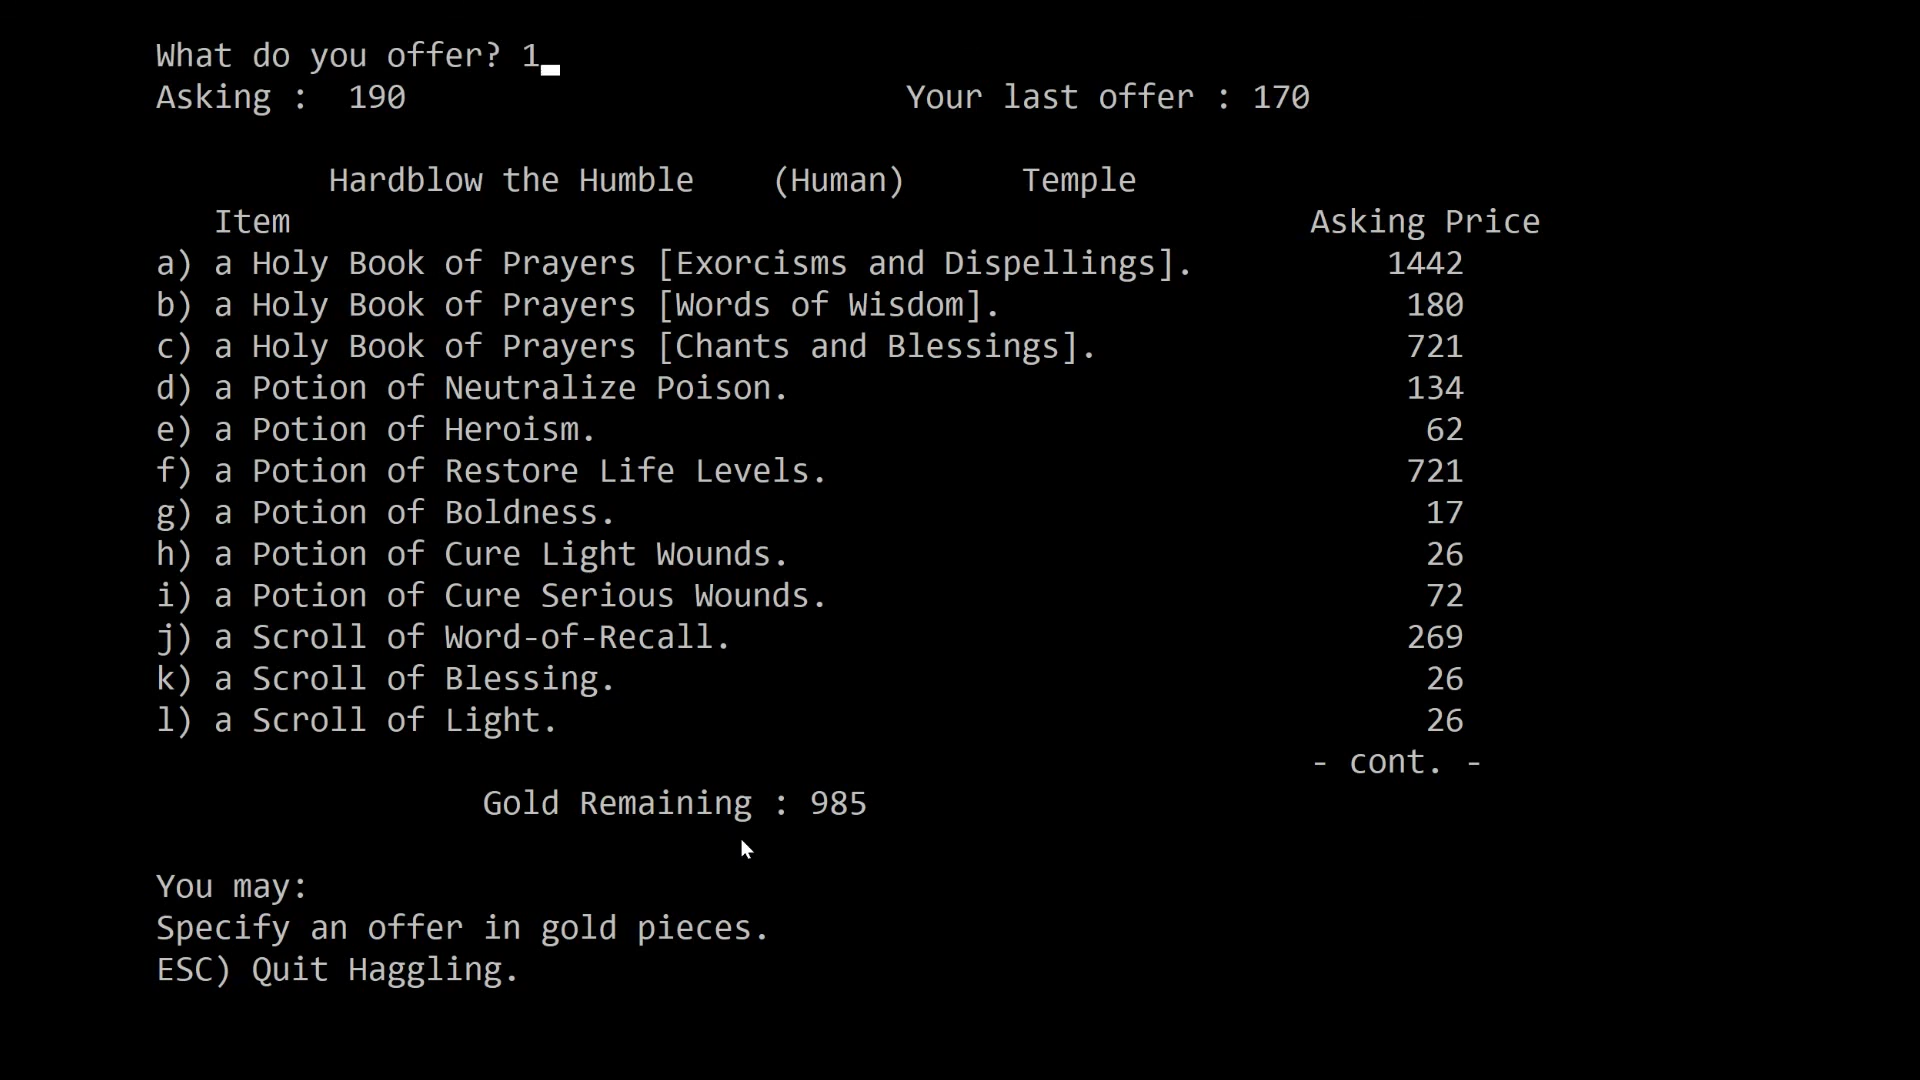 What do you offer? 1
Asking : 190 Your last offer : 170
Hardblow the Humble (Human) Temple
Item Asking Price
a) a Holy Book of Prayers [Exorcisms and Dispellings]. 1442
b) a Holy Book of Prayers [Words of Wisdom]. 180
c) a Holy Book of Prayers [Chants and Blessings]. 721
d) a Potion of Neutralize Poison. 134
e) a Potion of Heroism. 62
f) a Potion of Restore Life Levels. 721
g) a Potion of Boldness. 17
h) a Potion of Cure Light Wounds. 26
i) a Potion of Cure Serious Wounds. 72
j) a Scroll of Word-of-Recall. 269
k) a Scroll of Blessing. 26
l) a Scroll of Light. 26
- cont. -
Gold Remaining : 985
You may:
Specify an offer in gold pieces.
ESC) Quit Haggling.